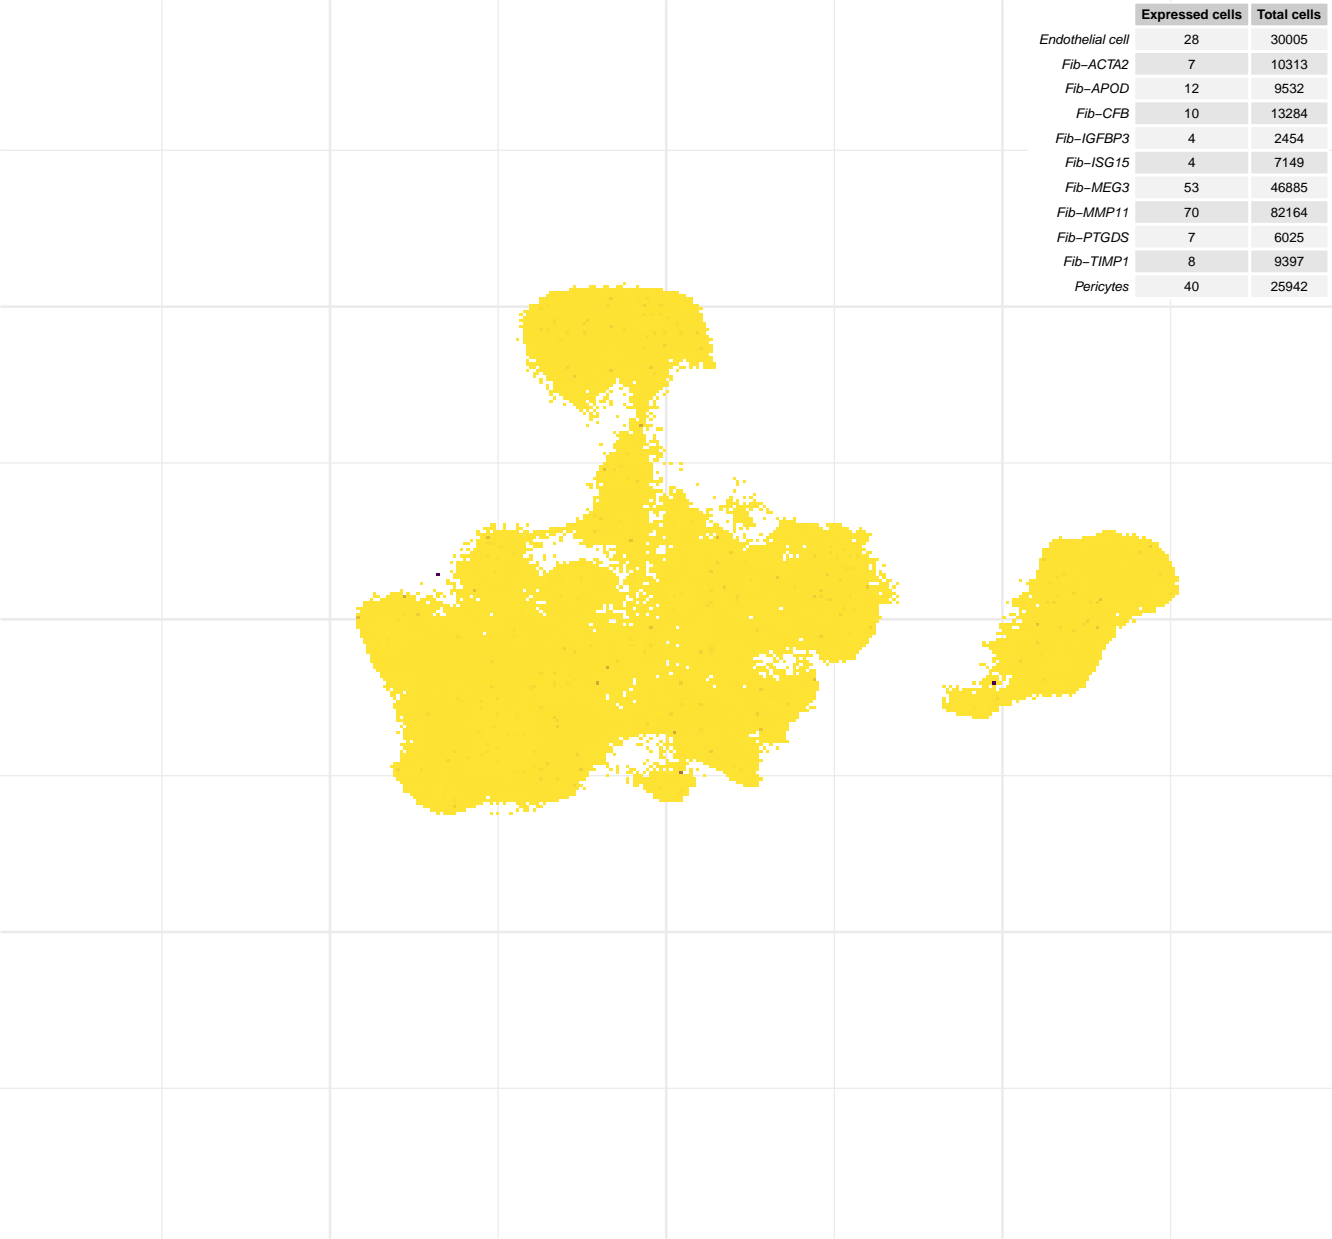 Expressed cells Total cells
Endothelial cell 28 30005
Fib−ACTA2 7 10313
Fib−APOD 12 9532
Fib−CFB 10 13284
Fib−IGFBP3 4 2454
Fib−ISG15 4 7149
Fib−MEG3 53 46885
Fib−MMP11 70 82164
Fib−PTGDS 7 6025
Fib−TIMP1 8 9397
Pericytes 40 25942